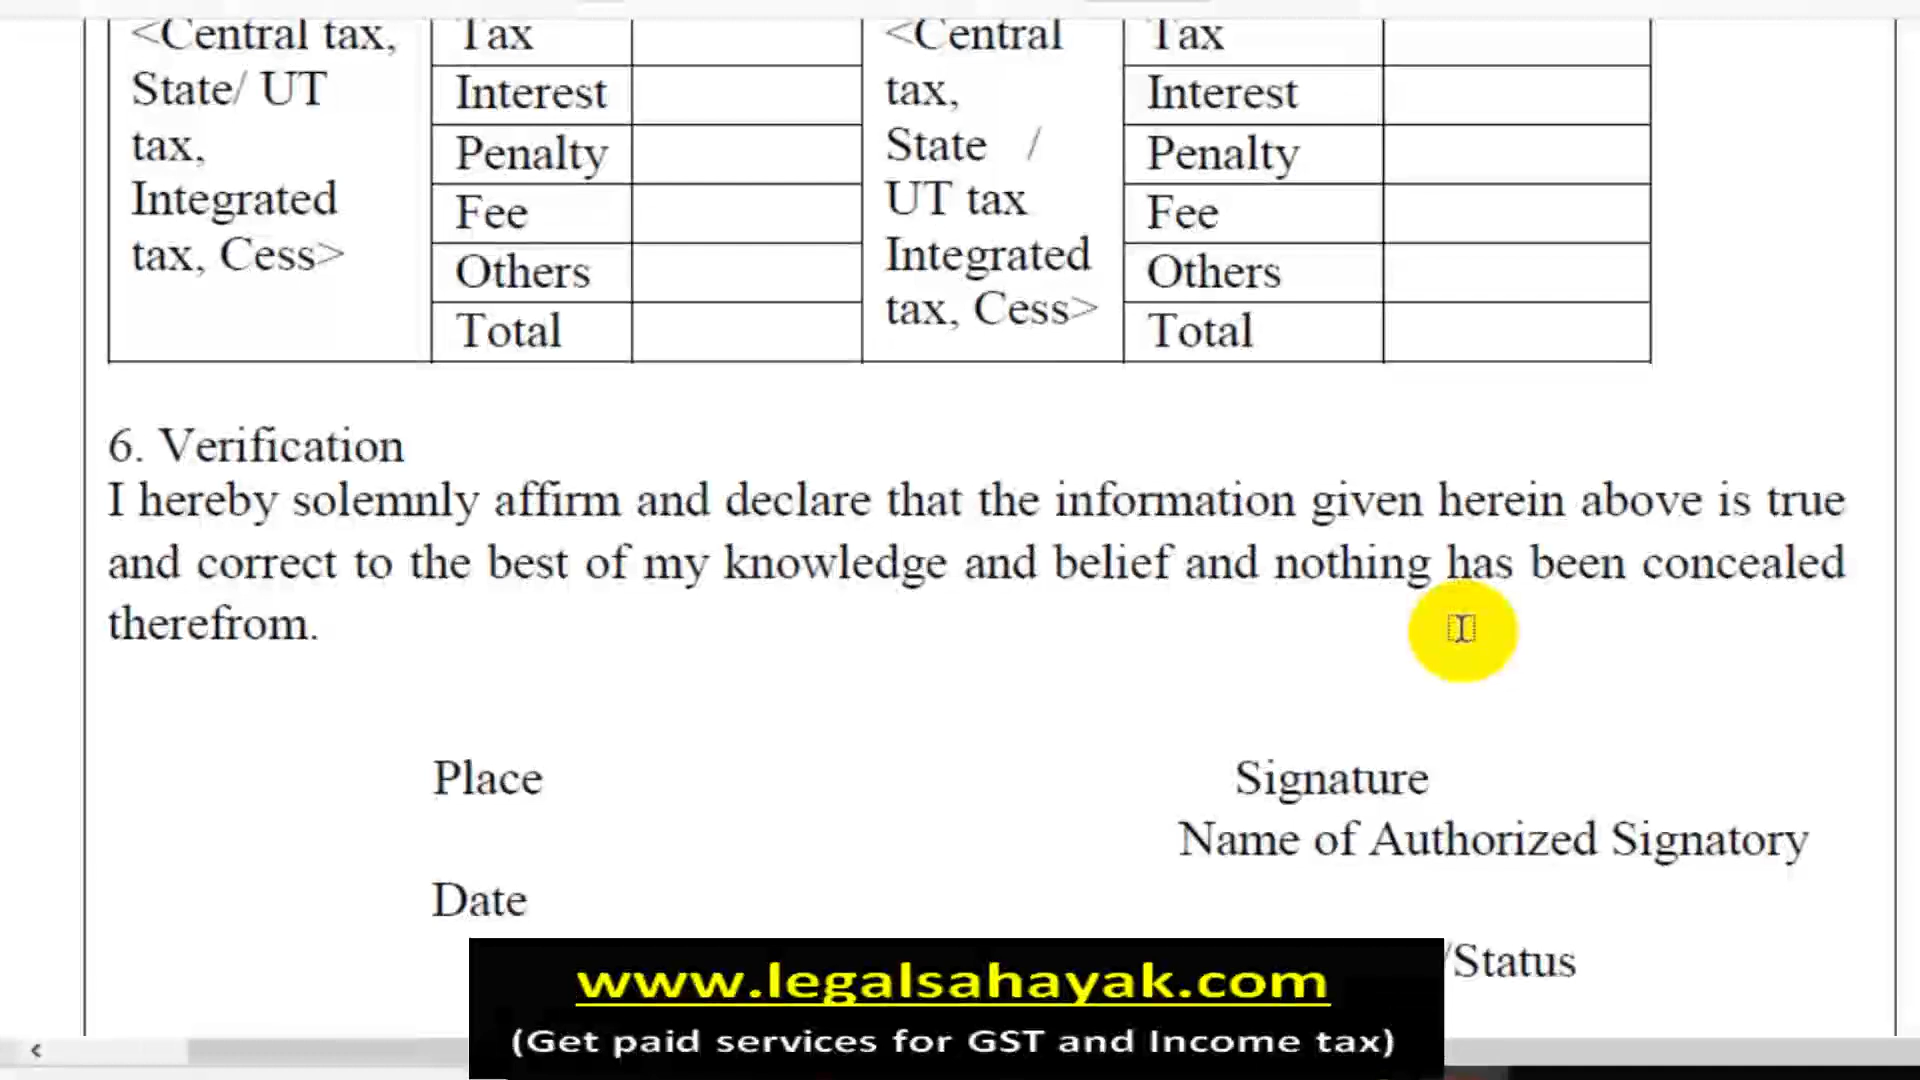 <Central tax, Tax <Central Tax
State/ UT Interest tax, Interest
tax, Penalty State / Penalty
Integrated Fee UT tax Fee
tax, Cess> Others Integrated Others
Total tax, Cess> Total
6. Verification
I hereby solemnly affirm and declare that the information given herein above is true
and correct to the best of my knowledge and belief and nothing has been concealed
therefrom.
Place Signature
Name of Authorized Signatory
Date
/Status
www.legalsahayak.com
(Get paid services for GST and Income tax)